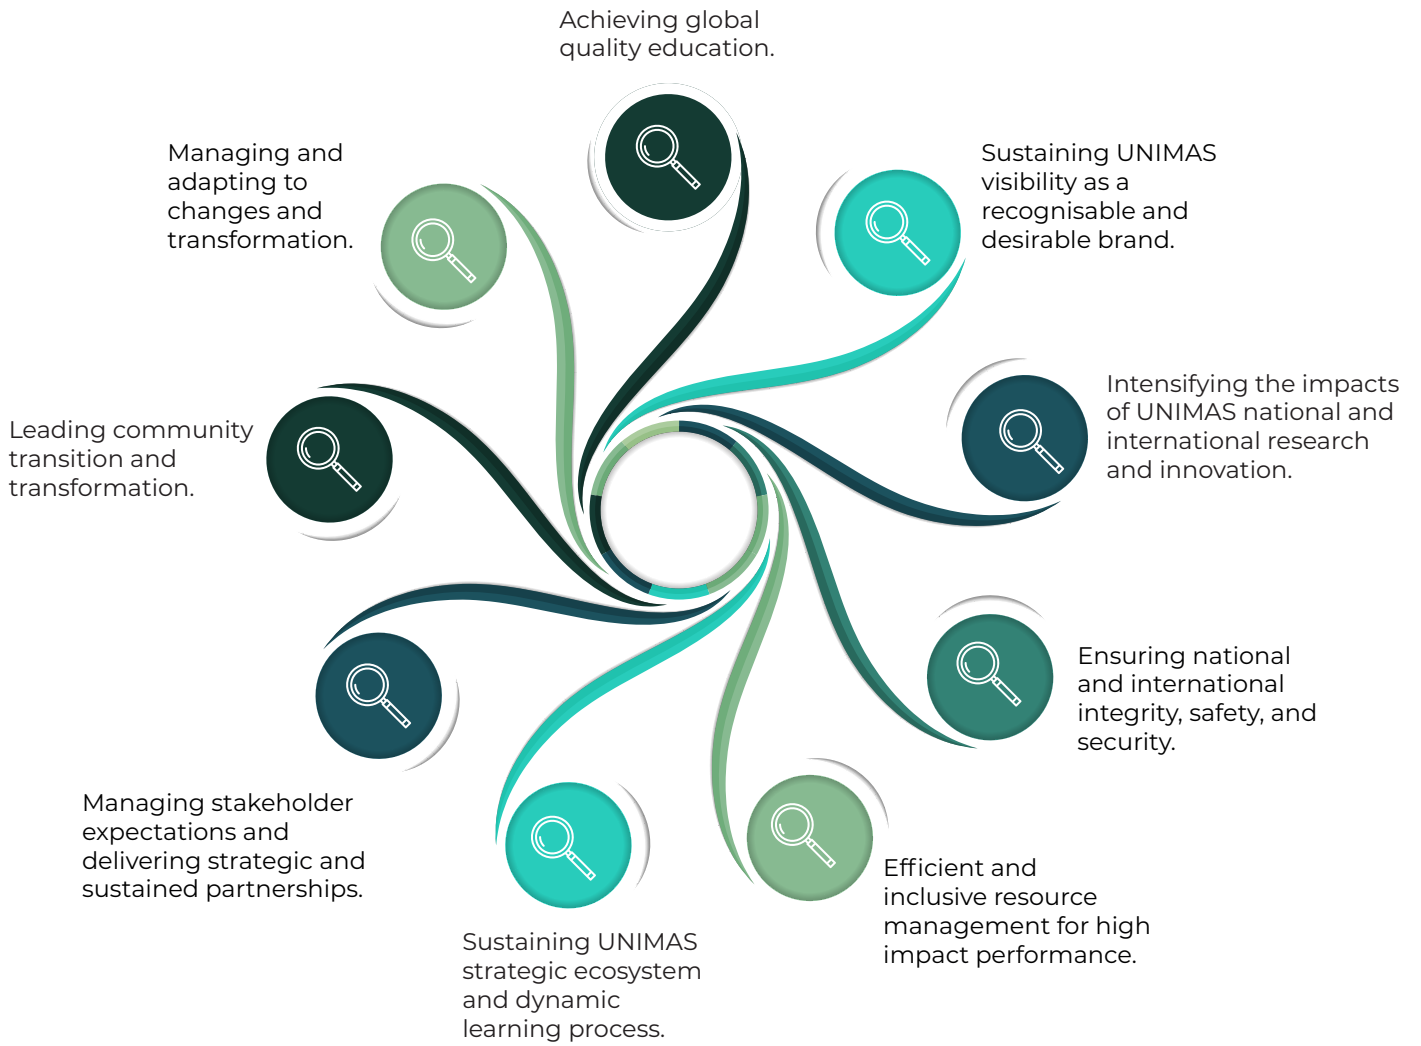 Achieving global
quality education.
Sustaining UNIMAS
visibility as a
recognisable and
desirable brand.
Intensifying the impacts
of UNIMAS national and
international research
and innovation.
Ensuring national
and international
integrity, safety, and
security.
Efficient and
inclusive resource
management for high
impact performance.
Sustaining UNIMAS
strategic ecosystem
and dynamic
learning process.
Managing stakeholder
expectations and
delivering strategic and
sustained partnerships.
Leading community
transition and
transformation.
Managing and
adapting to
changes and
transformation.